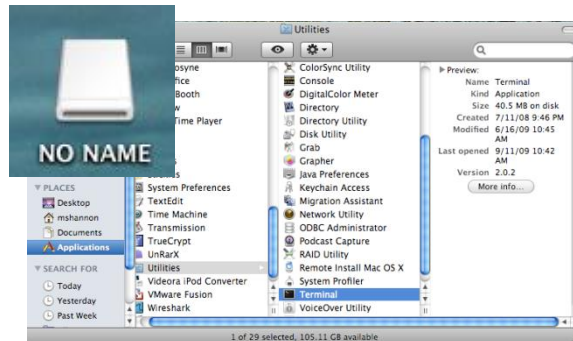 Utilities
NO NAME
PLACES
Desktop
mshannon
Documents
Applications
SEARCH FOR
Today
Yesterday
Past Week
System Preferences
TextEdit
Time Machine
Transmission
TrueCrypt
UnRarX
Utilities
Videora iPod Converter
VMware Fusion
Wireshark
ColorSync Utility
Console
DigitalColor Meter
Directory
Directory Utility
Disk Utility
Grab
Grapher
Java Preferences
Keychain Access
Migration Assistant
Network Utility
ODBC Administrator
Podcast Capture
RAID Utility
Remote Install Mac OS X
System Profiler
Terminal
VoiceOver Utility
Preview:
Name Terminal
Kind Application
Size 40.5 MB on disk
Created 7/11/08 9:46 PM
Modified 6/16/09 10:45
AM
Last opened 9/11/09 10:42
AM
Version 2.0.2
More info...
1 of 29 selected, 105.11 GB available